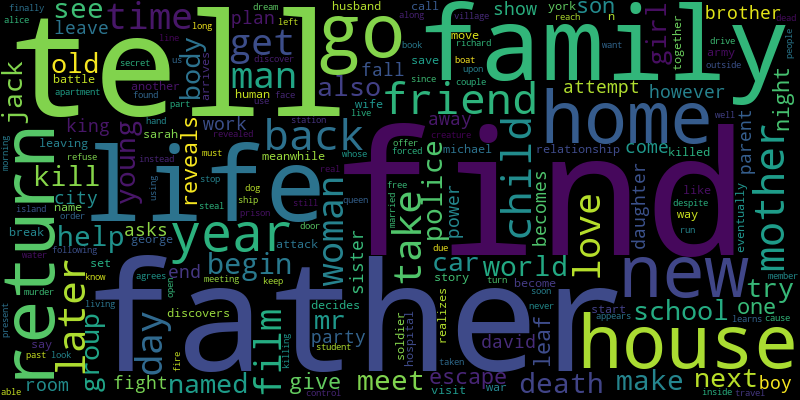 tell
family
find
father
life
go
home
house
new
return
year
friend
time
see
get
man
back
also
old
body
leave
plan
husband
call
show
york
son
brother
girl
jack
battle
apartment
another
found
part
human
wife
fall
save
move
boat
attempt
however
night
parent
people
army
outside
together
drive
king
work
young
reveals
kill
city
name
leaving
sarah
meanwhile
whose
away
offer
forced
michael
relationship
come
killed
child
police
power
woman
mother
daughter
love
take
help
asks
george
attack
door
begin
sister
becomes
car
world
story
school
one
try
later
day
group
film
mr
party
end
discovers
decides
soldier
hospital
realizes
david
leaf
start
make
next
boy
named
give
meet
escape
death
visit
war
fight
room
murder
student
killing
fire
control
taken
inside
travel
appears
learns
cause
member
eventually
despite
way
run
like
well
dead
creature
real
queen
free
married
due
dog
ship
prison
still
steal
stop
using
must
instead
refuse
break
island
order
following
water
present
past
look
say
able
living
agrees
meeting
open
keep
become
turn
soon
never
know
set
secret
line
long
dream
left
discover
use
face
us
arrives
station
revealed
live
since
couple
book
along
village
reach
richard
upon
want
finally
alice
morning
hand
n